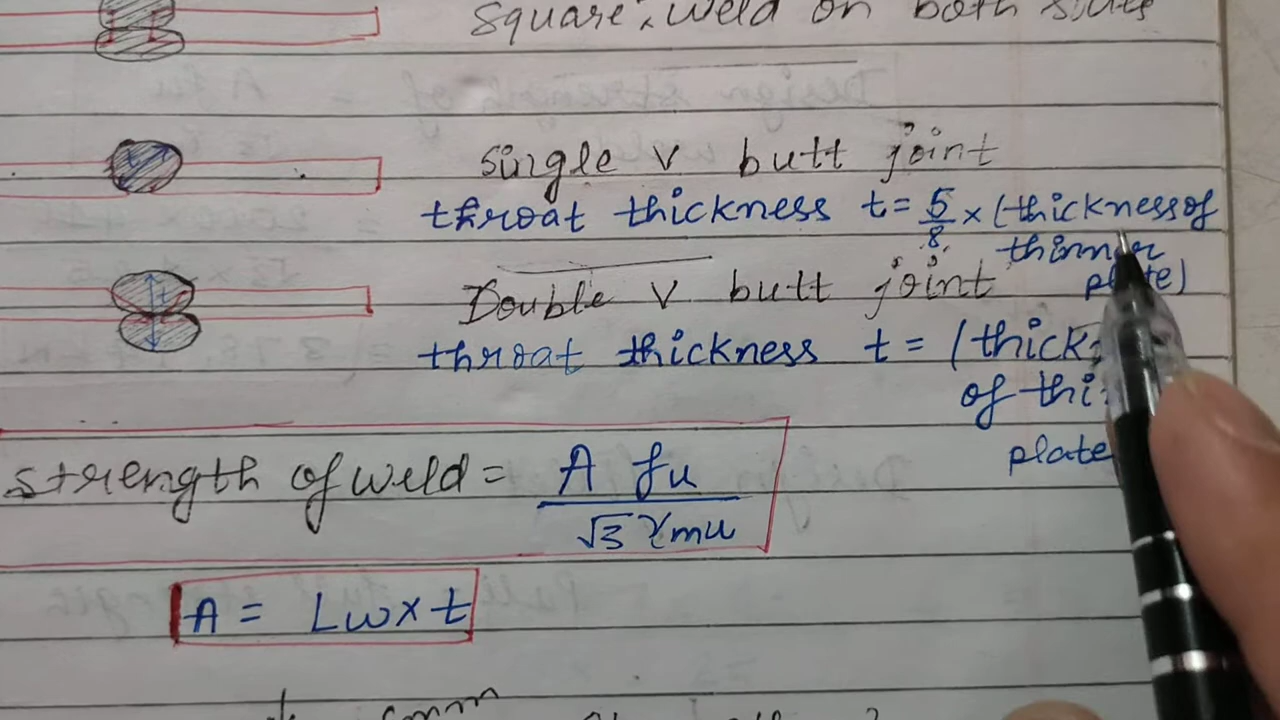 Square. weld on both sides
Single V butt joint
throat thickness t = 5/8 × (thickness of
thinner
plate)
Double V butt joint
throat thickness t = (thick
of thi
plate
strength of weld = A fu / √3 γmu
A = Lw × t